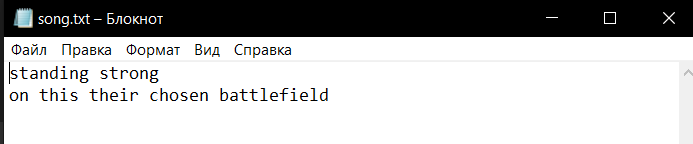 song.txt – Блокнот
Файл Правка Формат Вид Справка
standing strong
on this their chosen battlefield